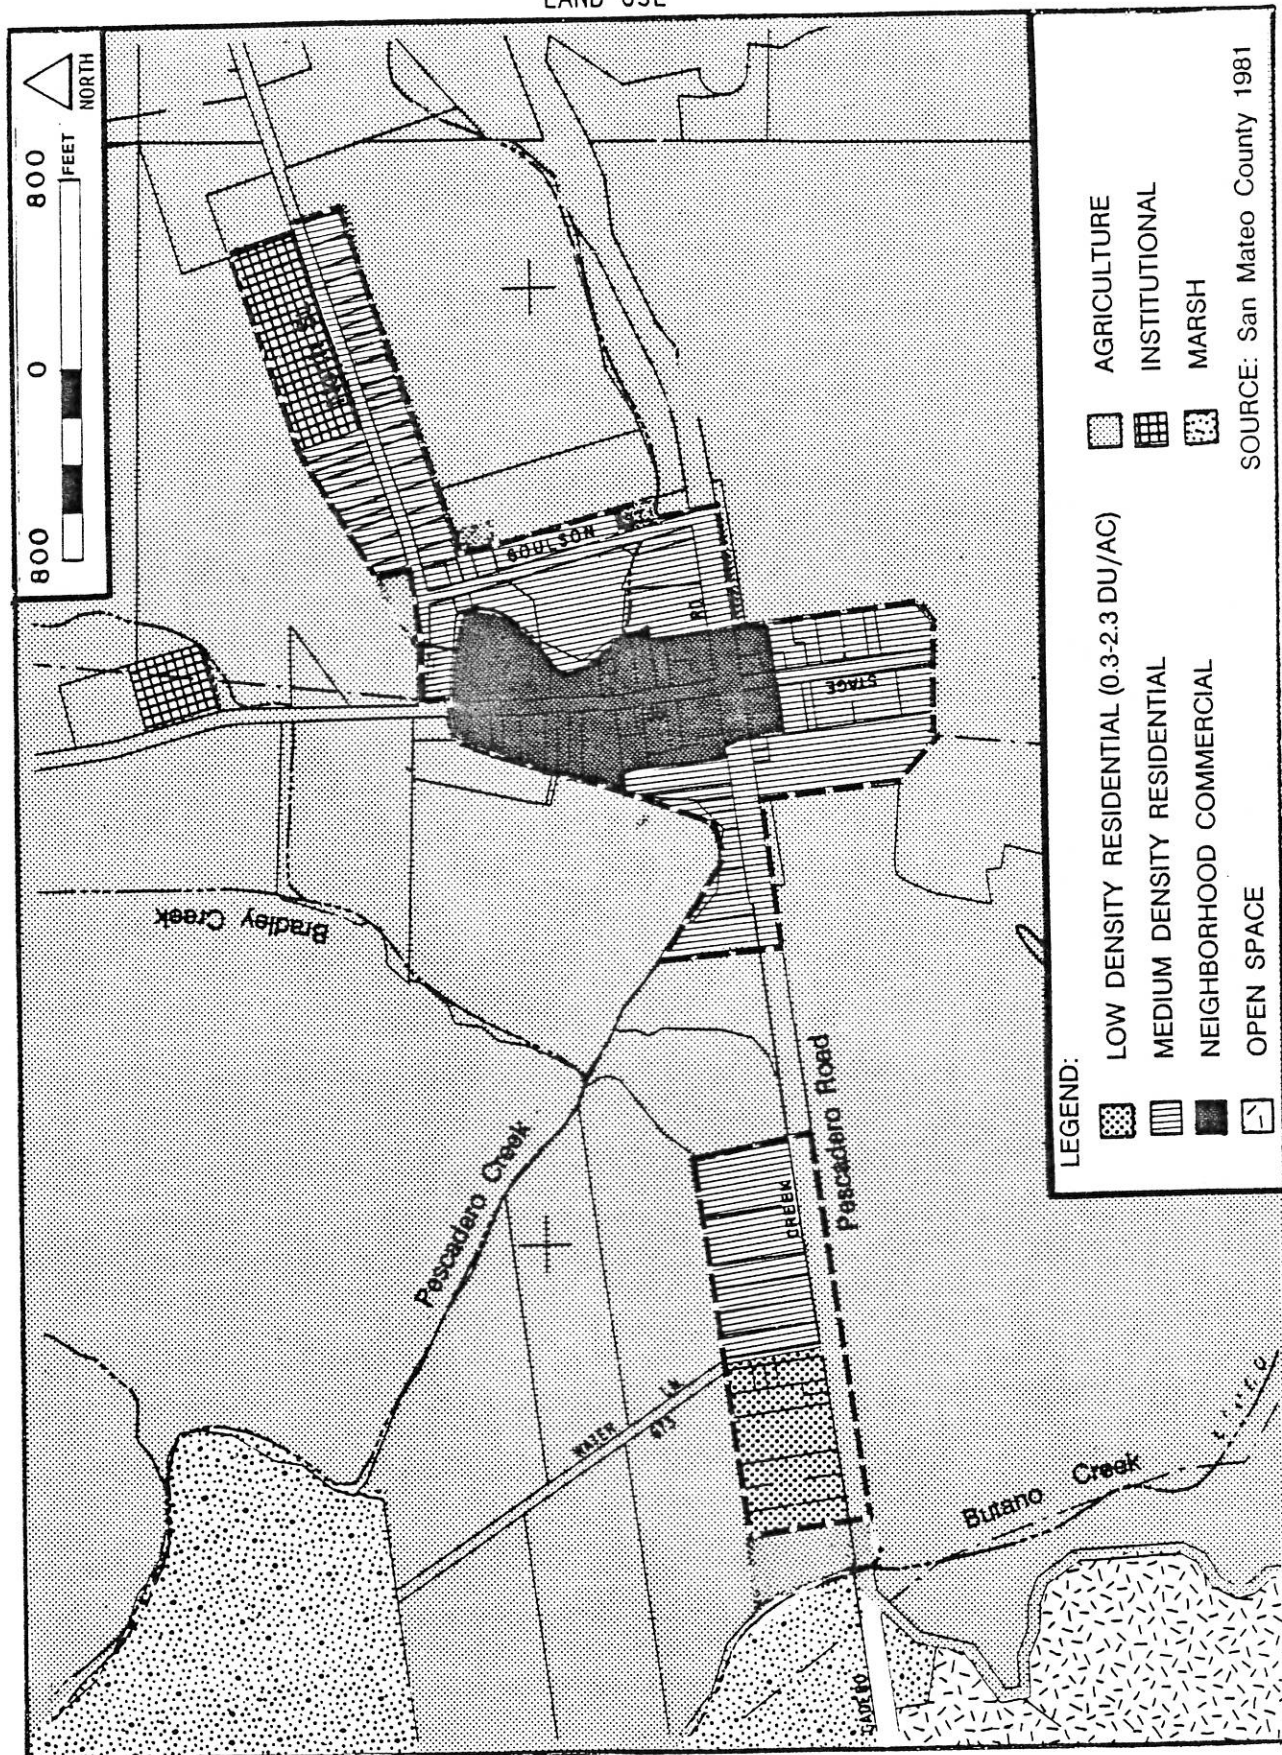 LAND USE
800 0 800
FEET
NORTH
Bradley Creek
GOULSON
RD
STAGE
Pescadero Creek
CREEK
Pescadero Road
WATER LN
Butano Creek
LEGEND:
LOW DENSITY RESIDENTIAL (0.3-2.3 DU/AC)
MEDIUM DENSITY RESIDENTIAL
NEIGHBORHOOD COMMERCIAL
OPEN SPACE
AGRICULTURE
INSTITUTIONAL
MARSH
SOURCE: San Mateo County 1981